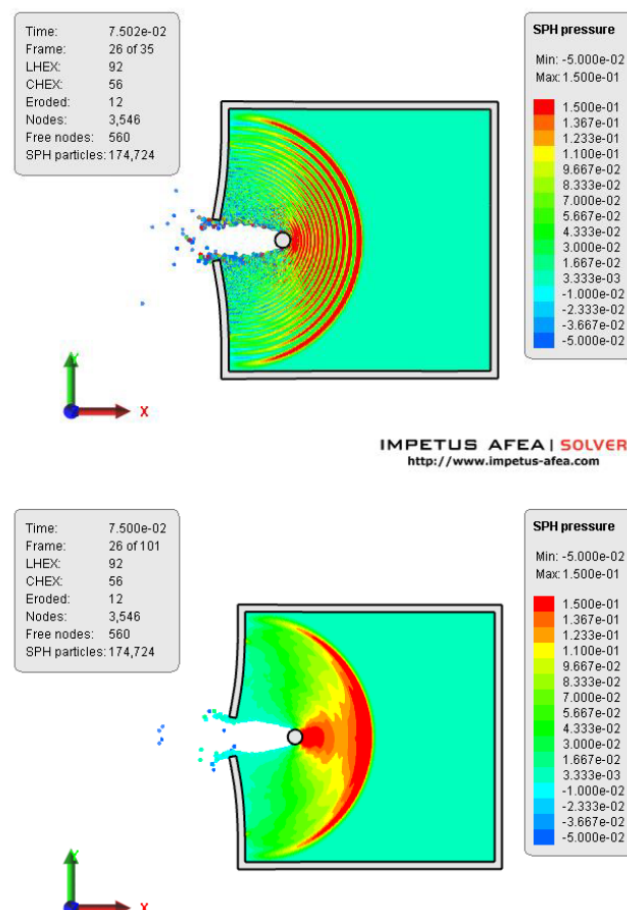 Time: 7.502e-02
Frame: 26 of 35
LHEX: 92
CHEX: 56
Eroded: 12
Nodes: 3,546
Free nodes: 560
SPH particles: 174,724
SPH pressure
Min: -5.000e-02
Max: 1.500e-01
1.500e-01
1.367e-01
1.233e-01
1.100e-01
9.667e-02
8.333e-02
7.000e-02
5.667e-02
4.333e-02
3.000e-02
1.667e-02
3.333e-03
-1.000e-02
-2.333e-02
-3.667e-02
-5.000e-02
Y
X
IMPETUS AFEA | SOLVER
http://www.impetus-afea.com
Time: 7.500e-02
Frame: 26 of 101
LHEX: 92
CHEX: 56
Eroded: 12
Nodes: 3,546
Free nodes: 560
SPH particles: 174,724
SPH pressure
Min: -5.000e-02
Max: 1.500e-01
1.500e-01
1.367e-01
1.233e-01
1.100e-01
9.667e-02
8.333e-02
7.000e-02
5.667e-02
4.333e-02
3.000e-02
1.667e-02
3.333e-03
-1.000e-02
-2.333e-02
-3.667e-02
-5.000e-02
Y
X